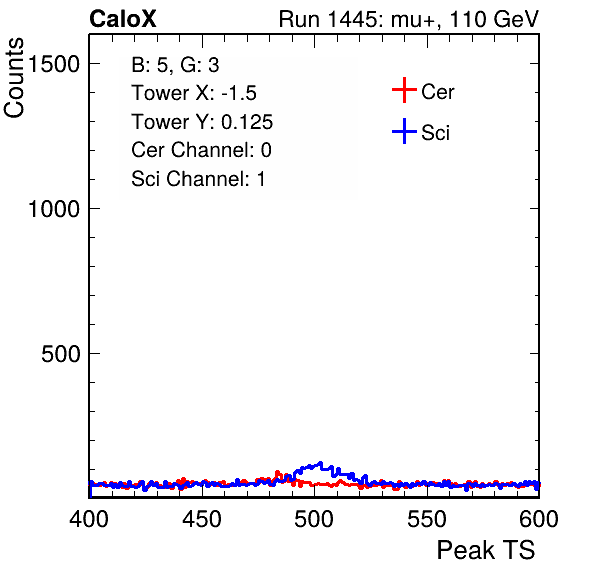 CaloX Run 1445: mu+, 110 GeV
Counts
1500
1000
500
B: 5, G: 3
Tower X: -1.5
Tower Y: 0.125
Cer Channel: 0
Sci Channel: 1
Cer
Sci
400 450 500 550 600
Peak TS